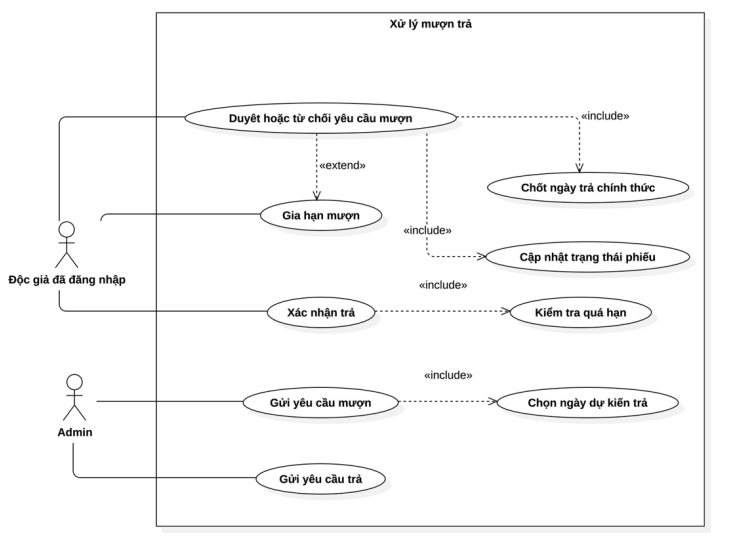 Xử lý mượn trả
Duyêt hoặc từ chối yêu cầu mượn
«include»
«extend»
Chốt ngày trả chính thức
Gia hạn mượn
«include»
Cập nhật trạng thái phiếu
Độc giả đã đăng nhập
«include»
Xác nhận trả
Kiểm tra quá hạn
«include»
Gửi yêu cầu mượn
Chọn ngày dự kiến trả
Admin
Gửi yêu cầu trả